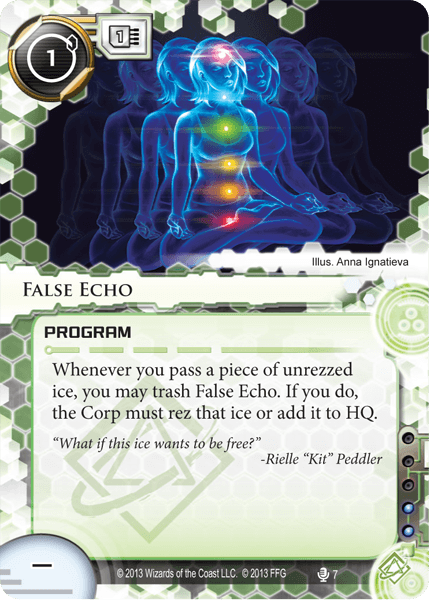 1
1
Illus. Anna Ignatieva
FALSE ECHO
PROGRAM
Whenever you pass a piece of unrezzed
ice, you may trash False Echo. If you do,
the Corp must rez that ice or add it to HQ.
“What if this ice wants to be free?”
-Rielle “Kit” Peddler
–
© 2013 Wizards of the Coast LLC. © 2013 FFG
7